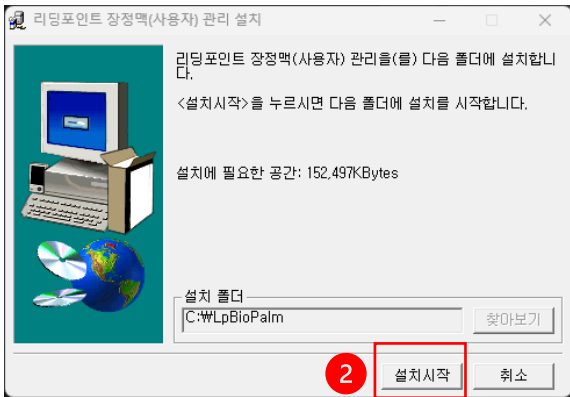 리딩포인트 장정맥(사용자) 관리 설치
리딩포인트 장정맥(사용자) 관리을(를) 다음 폴더에 설치합니
다.
<설치시작>을 누르시면 다음 폴더에 설치를 시작합니다.
설치에 필요한 공간: 152,497KBytes
설치 폴더
C:₩LpBioPalm
찾아보기
2
설치시작
취소